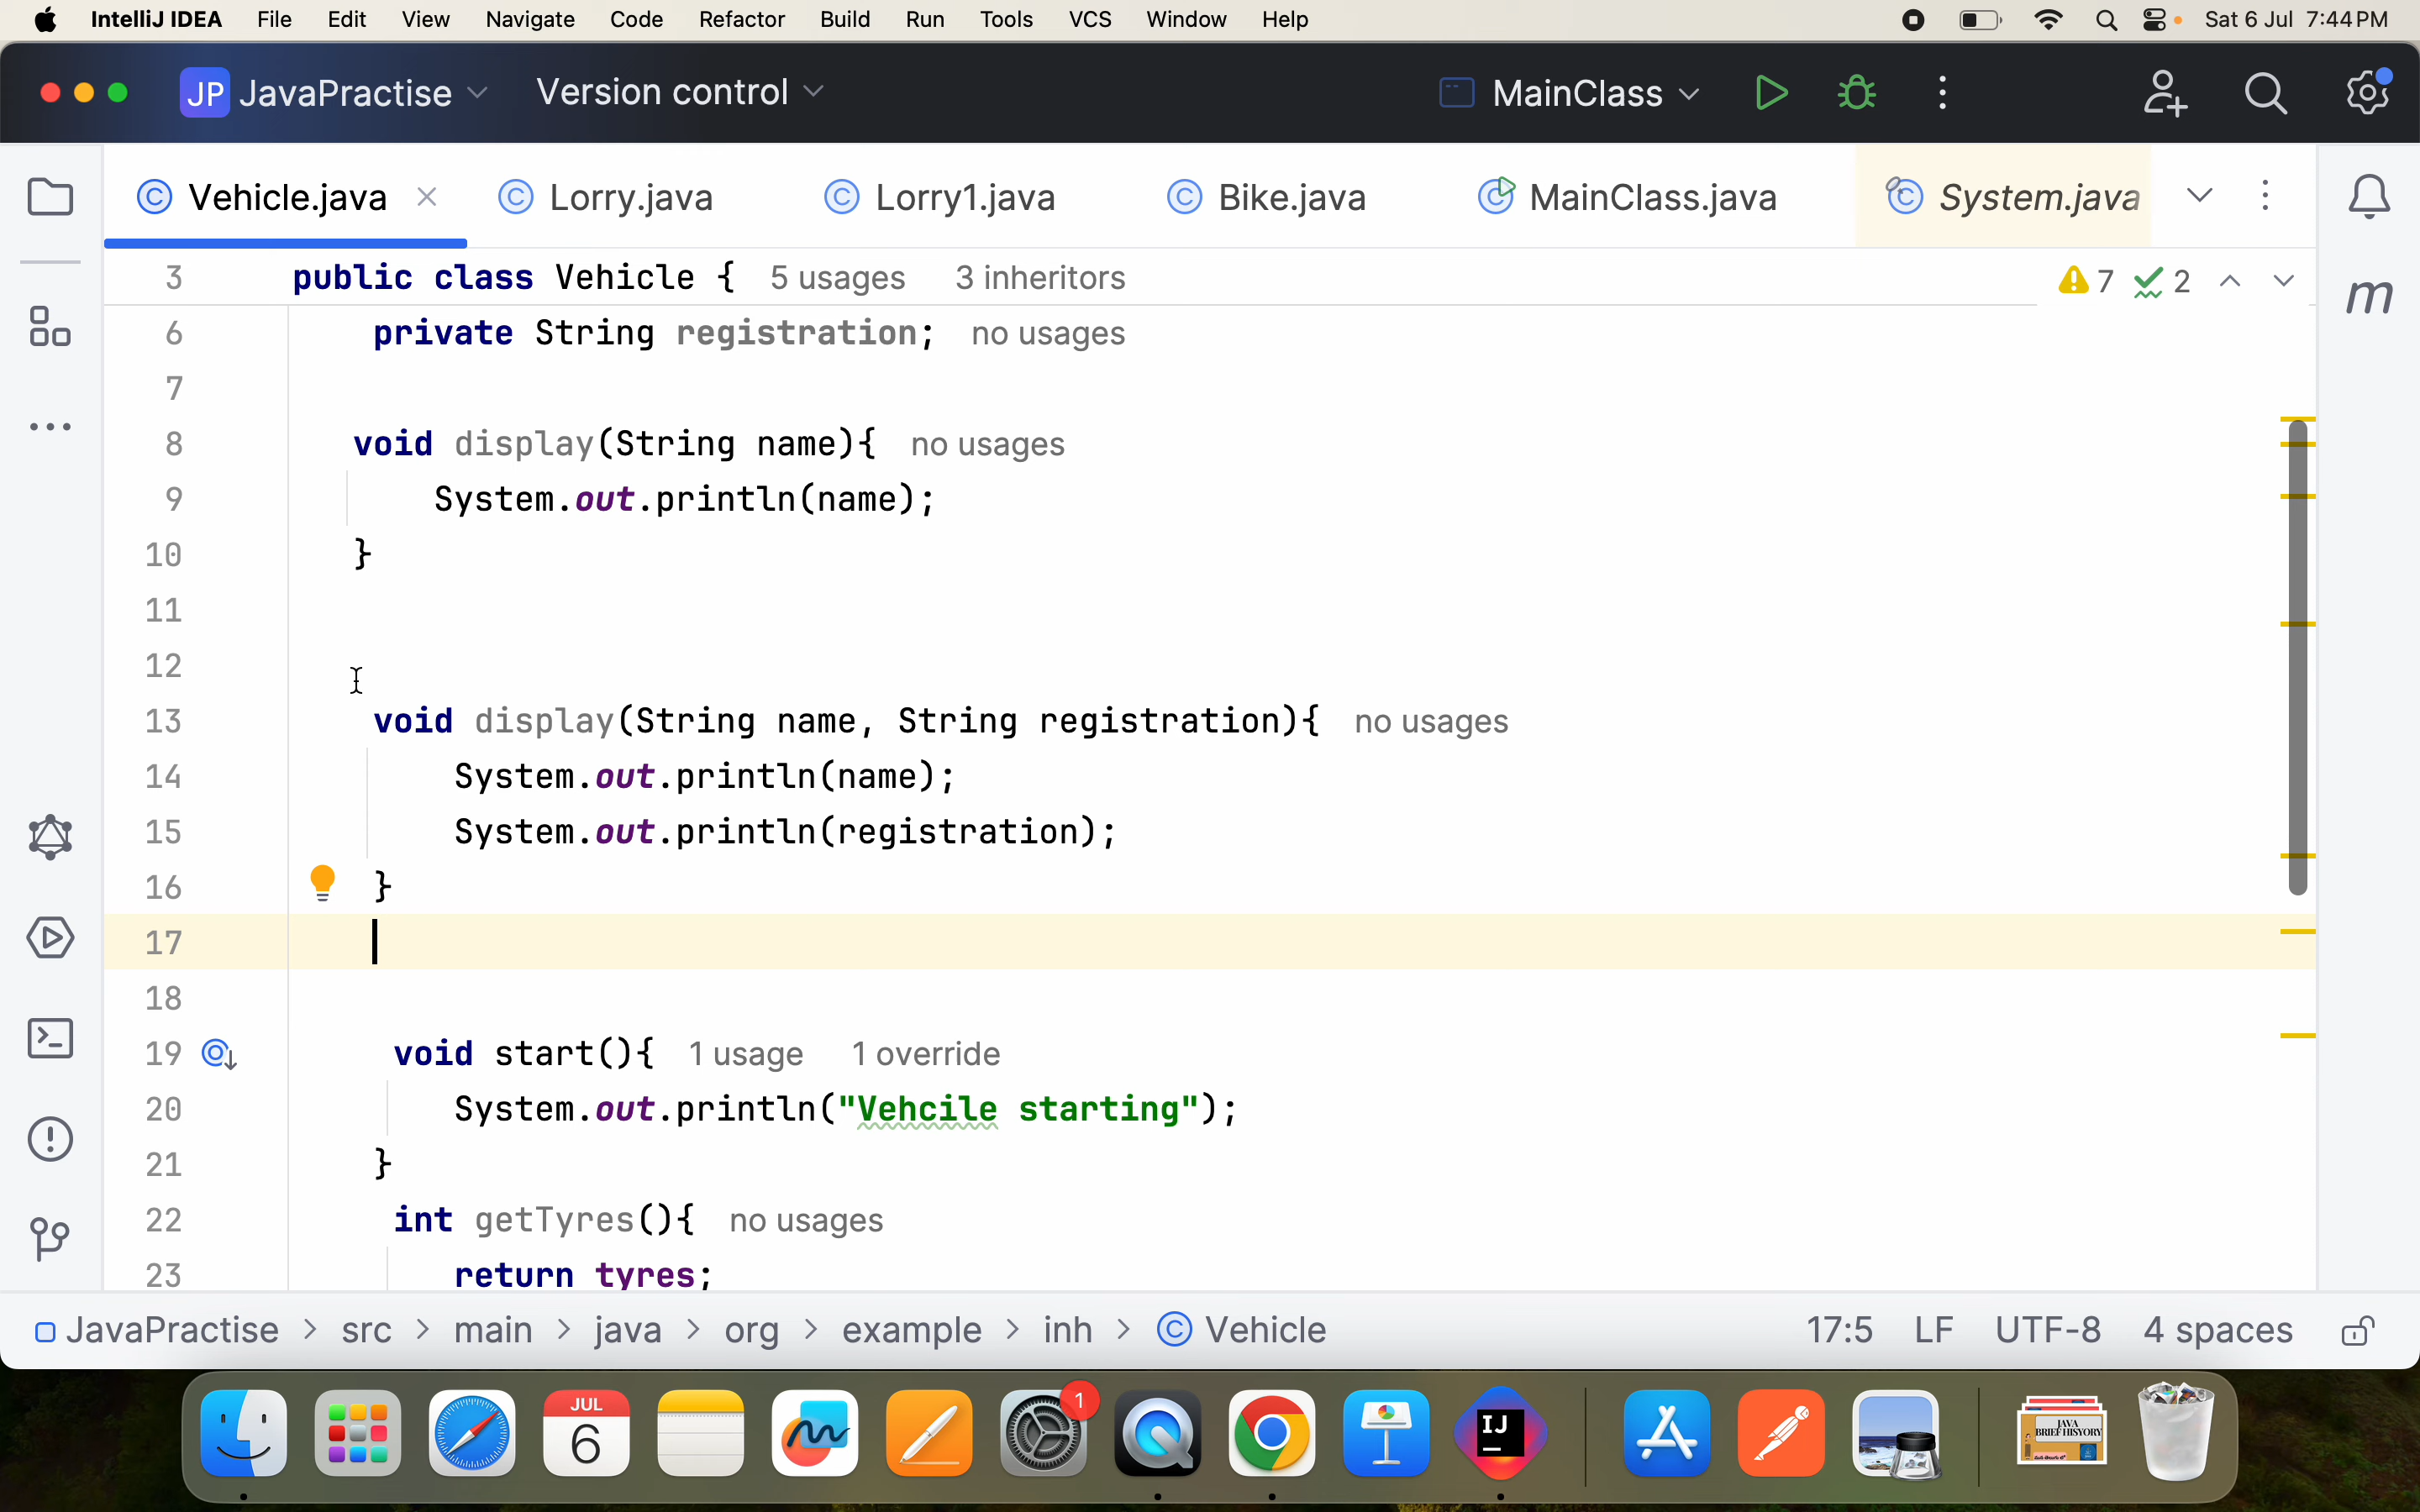 IntelliJ IDEA File Edit View Navigate Code Refactor Build Run Tools VCS Window Help Sat 6 Jul 7:44 PM
JP JavaPractise Version control MainClass
Vehicle.java Lorry.java Lorry1.java Bike.java MainClass.java System.java
3 public class Vehicle { 5 usages 3 inheritors 7 2
6 private String registration; no usages
7
8 void display(String name){ no usages
9 System.out.println(name);
10 }
11
12
13 void display(String name, String registration){ no usages
14 System.out.println(name);
15 System.out.println(registration);
16 }
17
18
19 void start(){ 1 usage 1 override
20 System.out.println("Vehcile starting");
21 }
22 int getTyres(){ no usages
23 return tyres;
m
JavaPractise > src > main > java > org > example > inh > Vehicle 17:5 LF UTF-8 4 spaces
JUL
6
1
IJ
JAVA
BRIEF HISYORY